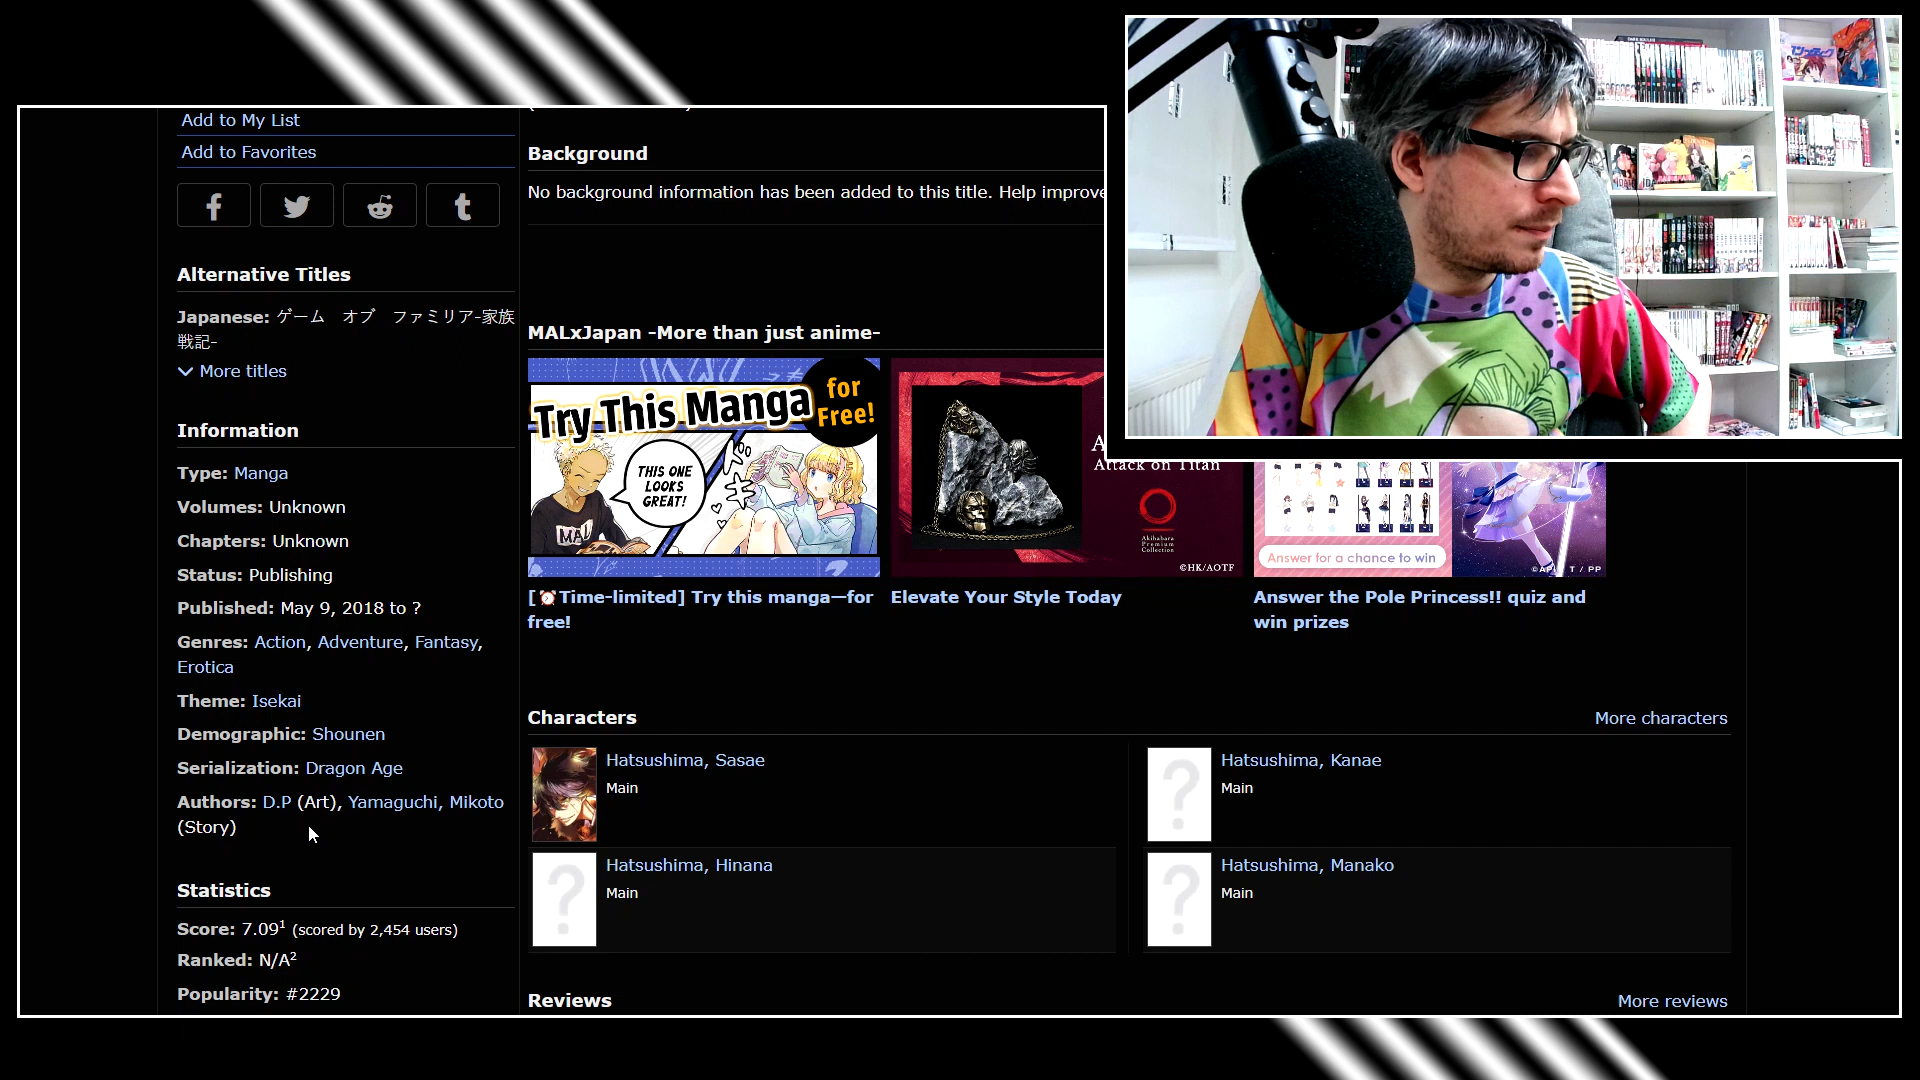 Add to My List
Add to Favorites
Alternative Titles
Japanese: ゲーム　オブ　ファミリア-家族
戦記-
More titles
Information
Type: Manga
Volumes: Unknown
Chapters: Unknown
Status: Publishing
Published: May 9, 2018 to ?
Genres: Action, Adventure, Fantasy,
Erotica
Theme: Isekai
Demographic: Shounen
Serialization: Dragon Age
Authors: D.P (Art), Yamaguchi, Mikoto
(Story)
Statistics
Score: 7.09¹ (scored by 2,454 users)
Ranked: N/A²
Popularity: #2229
Background
No background information has been added to this title. Help improve
MALxJapan -More than just anime-
Try This Manga
for
Free!
THIS ONE
LOOKS
GREAT!
MAL
[⏰Time-limited] Try this manga—for
free!
Attack on Titan
Akihabara
Premium
Collection
©HK/AOTF
Elevate Your Style Today
Answer for a chance to win
Answer the Pole Princess!! quiz and
win prizes
Characters
More characters
Hatsushima, Sasae
Main
Hatsushima, Kanae
Main
Hatsushima, Hinana
Main
Hatsushima, Manako
Main
Reviews
More reviews